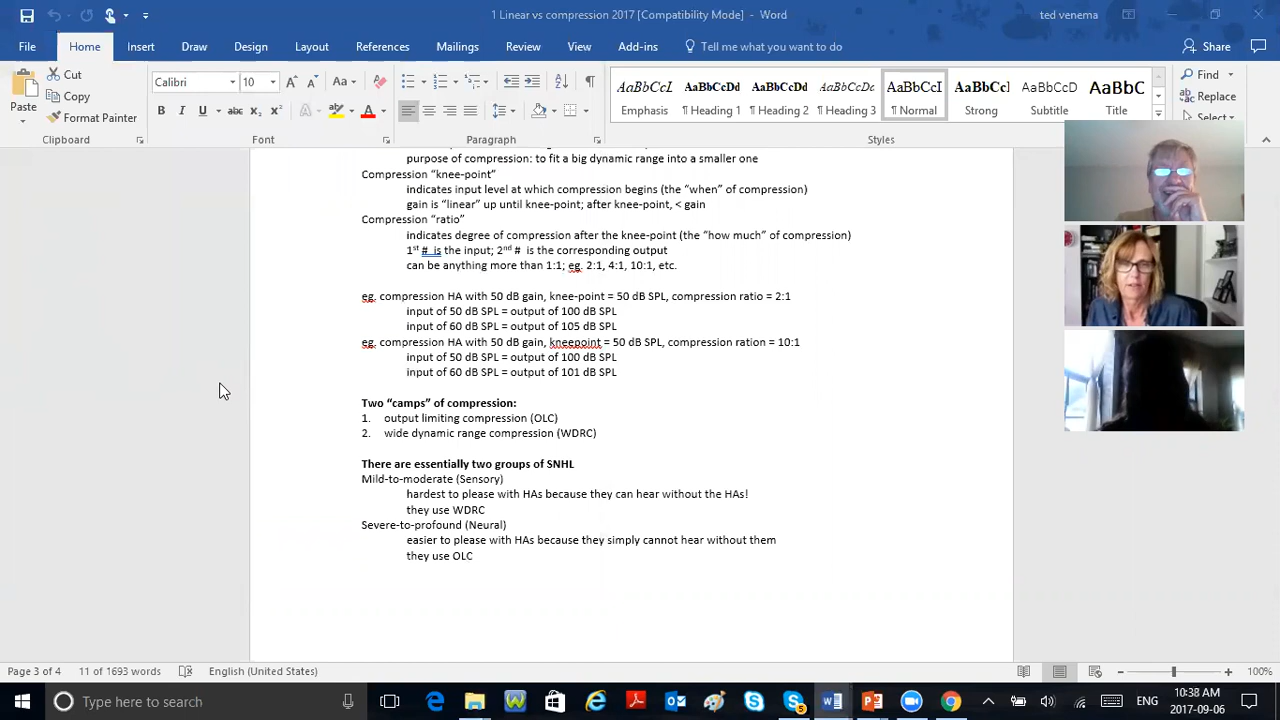 1 Linear vs compression 2017 [Compatibility Mode] - Word
ted venema
File Home Insert Draw Design Layout References Mailings Review View Add-ins Tell me what you want to do Share
Paste
Cut
Copy
Format Painter
Clipboard
Calibri 10
Aa
B I U abc X₂ X² A
Font
Paragraph
AaBbCcI AaBbCcDd AaBbCcDd AaBbCcDc AaBbCcI AaBbCcI AaBbCcD AaBbC
Emphasis ¶ Heading 1 ¶ Heading 2 ¶ Heading 3 ¶ Normal Strong Subtitle Title
Styles
Find
Replace
Select
purpose of compression: to fit a big dynamic range into a smaller one
Compression “knee-point”
indicates input level at which compression begins (the “when” of compression)
gain is “linear” up until knee-point; after knee-point, < gain
Compression “ratio”
indicates degree of compression after the knee-point (the “how much” of compression)
1st # is the input; 2nd # is the corresponding output
can be anything more than 1:1; eg. 2:1, 4:1, 10:1, etc.
eg. compression HA with 50 dB gain, knee-point = 50 dB SPL, compression ratio = 2:1
input of 50 dB SPL = output of 100 dB SPL
input of 60 dB SPL = output of 105 dB SPL
eg. compression HA with 50 dB gain, kneepoint = 50 dB SPL, compression ration = 10:1
input of 50 dB SPL = output of 100 dB SPL
input of 60 dB SPL = output of 101 dB SPL
Two “camps” of compression:
1. output limiting compression (OLC)
2. wide dynamic range compression (WDRC)
There are essentially two groups of SNHL
Mild-to-moderate (Sensory)
hardest to please with HAs because they can hear without the HAs!
they use WDRC
Severe-to-profound (Neural)
easier to please with HAs because they simply cannot hear without them
they use OLC
Page 3 of 4 11 of 1693 words English (United States) 100%
Type here to search
ENG
10:38 AM
2017-09-06